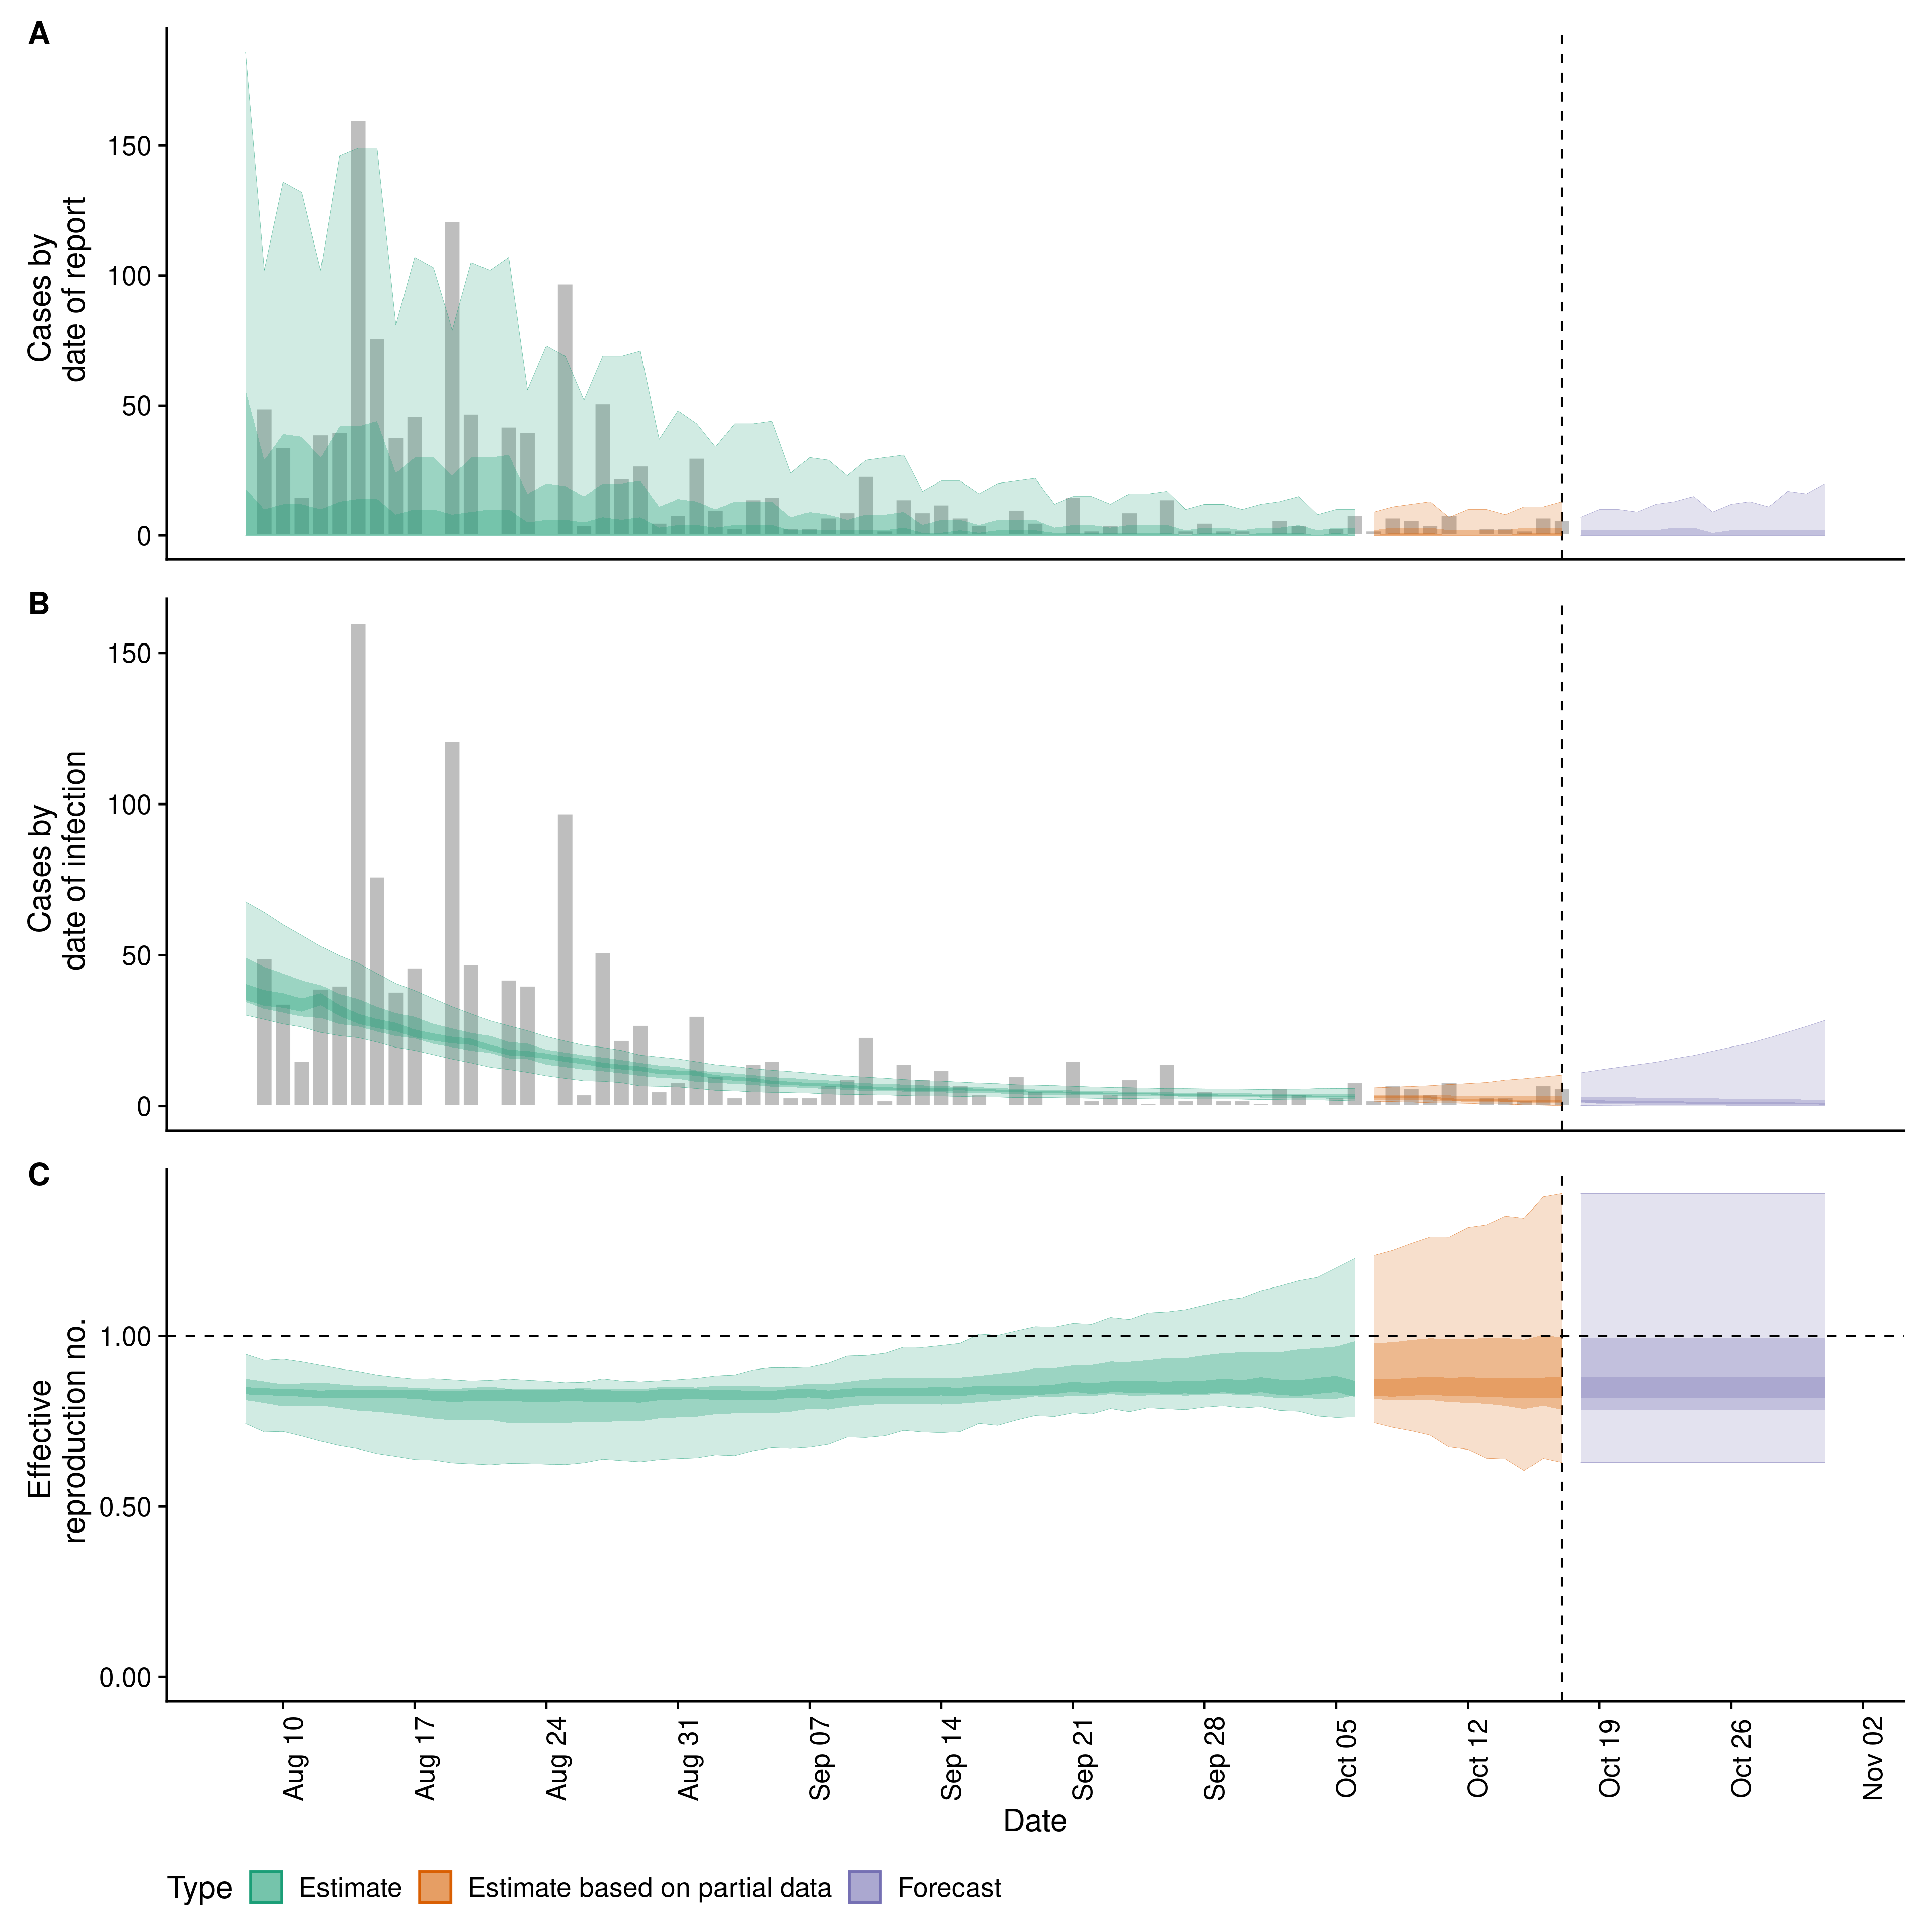 A
Cases by
date of report
150
100
50
0
B
Cases by
date of infection
150
100
50
0
C
Effective
reproduction no.
1.00
0.50
0.00
Aug 10
Aug 17
Aug 24
Aug 31
Sep 07
Sep 14
Sep 21
Sep 28
Oct 05
Oct 12
Oct 19
Oct 26
Nov 02
Date
Type
Estimate
Estimate based on partial data
Forecast